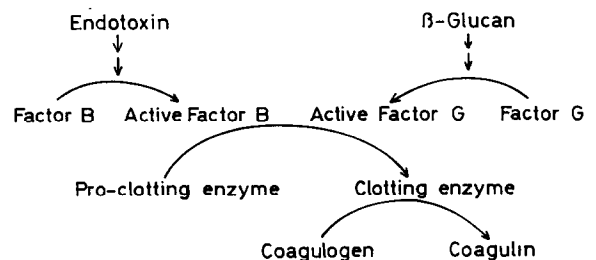 Endotoxin ß-Glucan
Factor B Active Factor B Active Factor G Factor G
Pro-clotting enzyme Clotting enzyme
Coagulogen Coagulin